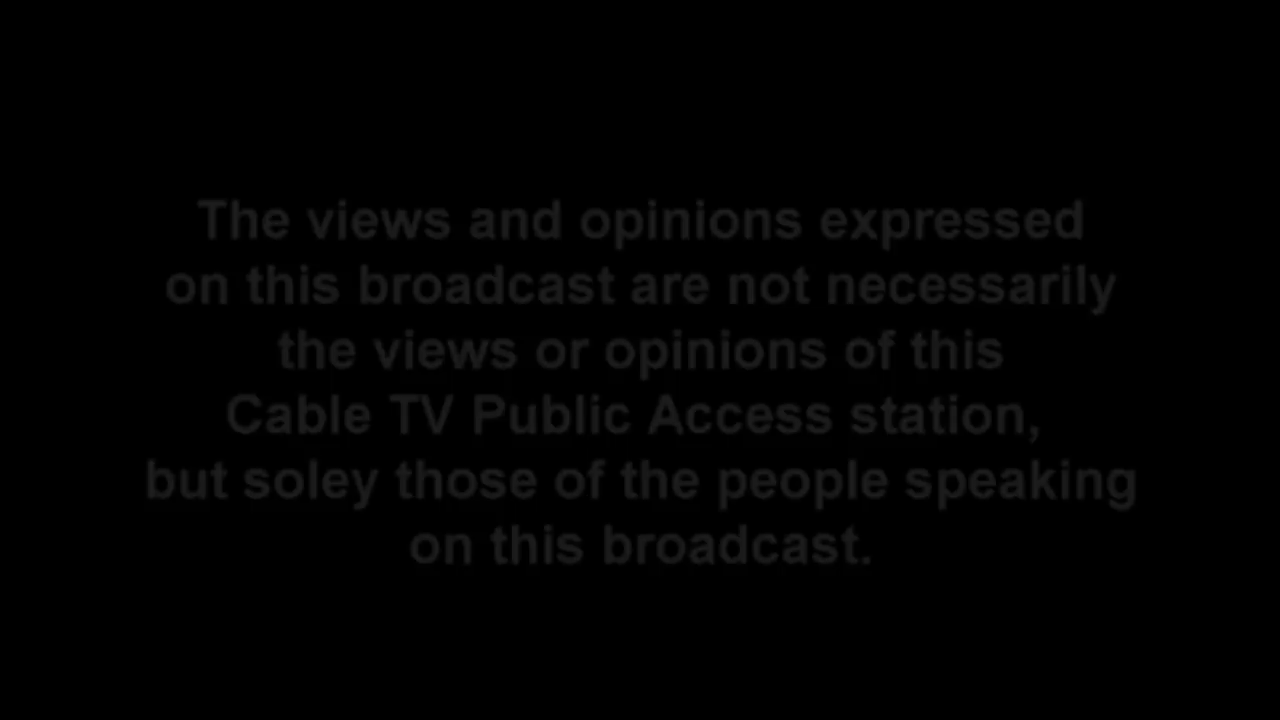 The views and opinions expressed
on this broadcast are not necessarily
the views or opinions of this
Cable TV Public Access station,
but soley those of the people speaking
on this broadcast.